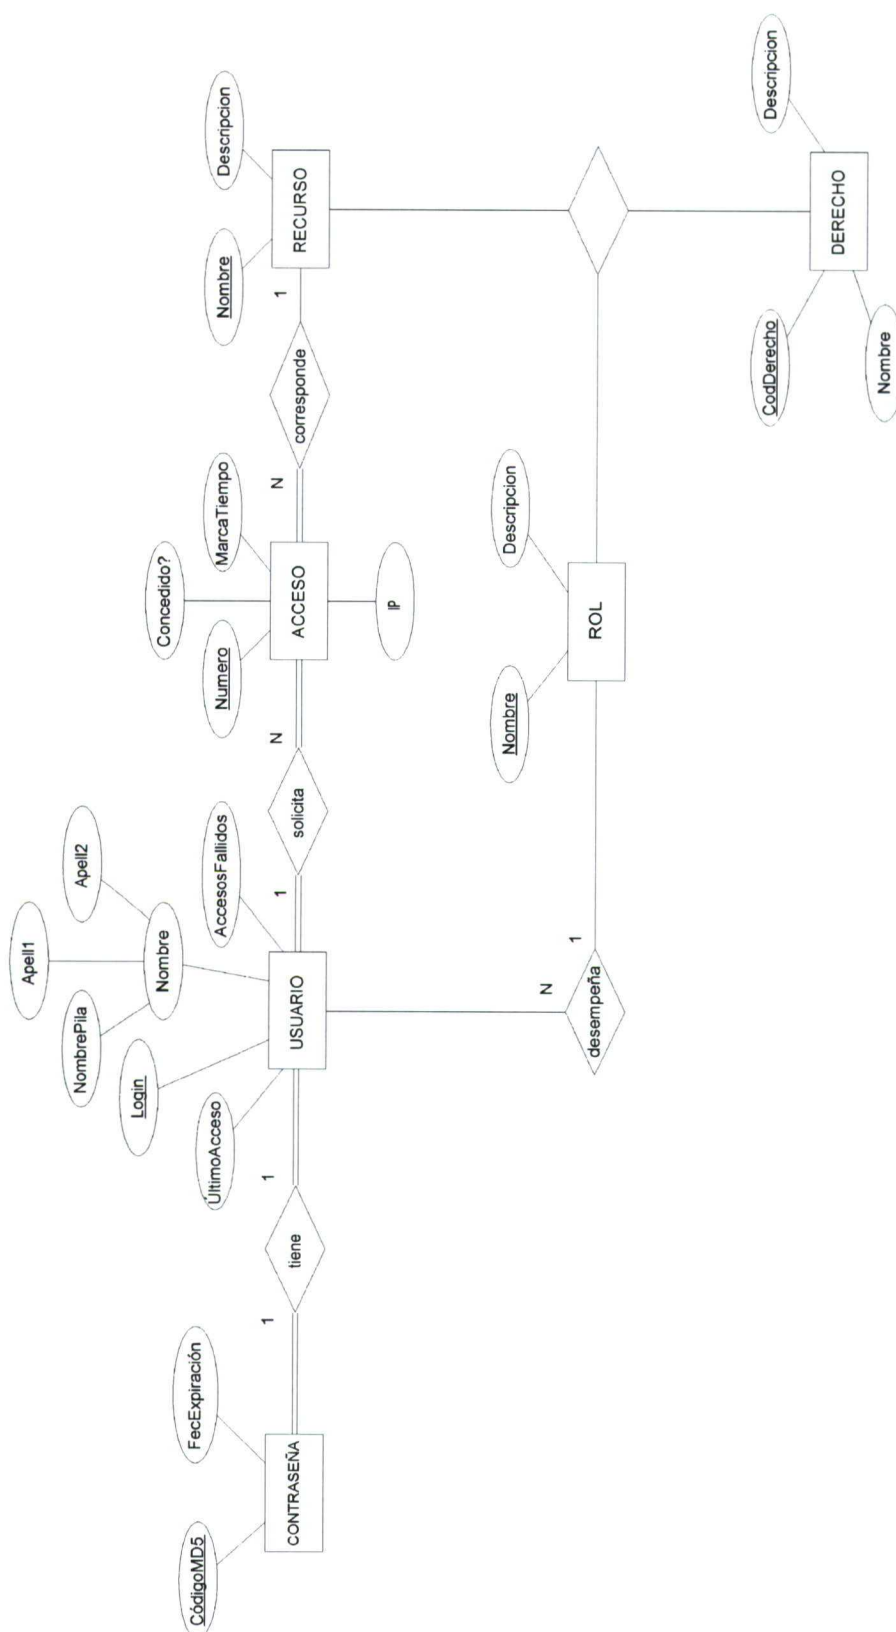 Apell1
Apell2
NombrePila
Nombre
Login
UltimoAcceso
AccesosFallidos
Concedido?
Numero
MarcaTiempo
Nombre
Descripcion
CódigoMD5
FecExpiración
CONTRASEÑA
1
tiene
1
USUARIO
1
solicita
N
ACCESO
N
corresponde
1
RECURSO
IP
N
desempeña
1
Nombre
Descripcion
ROL
CodDerecho
Nombre
Descripcion
DERECHO